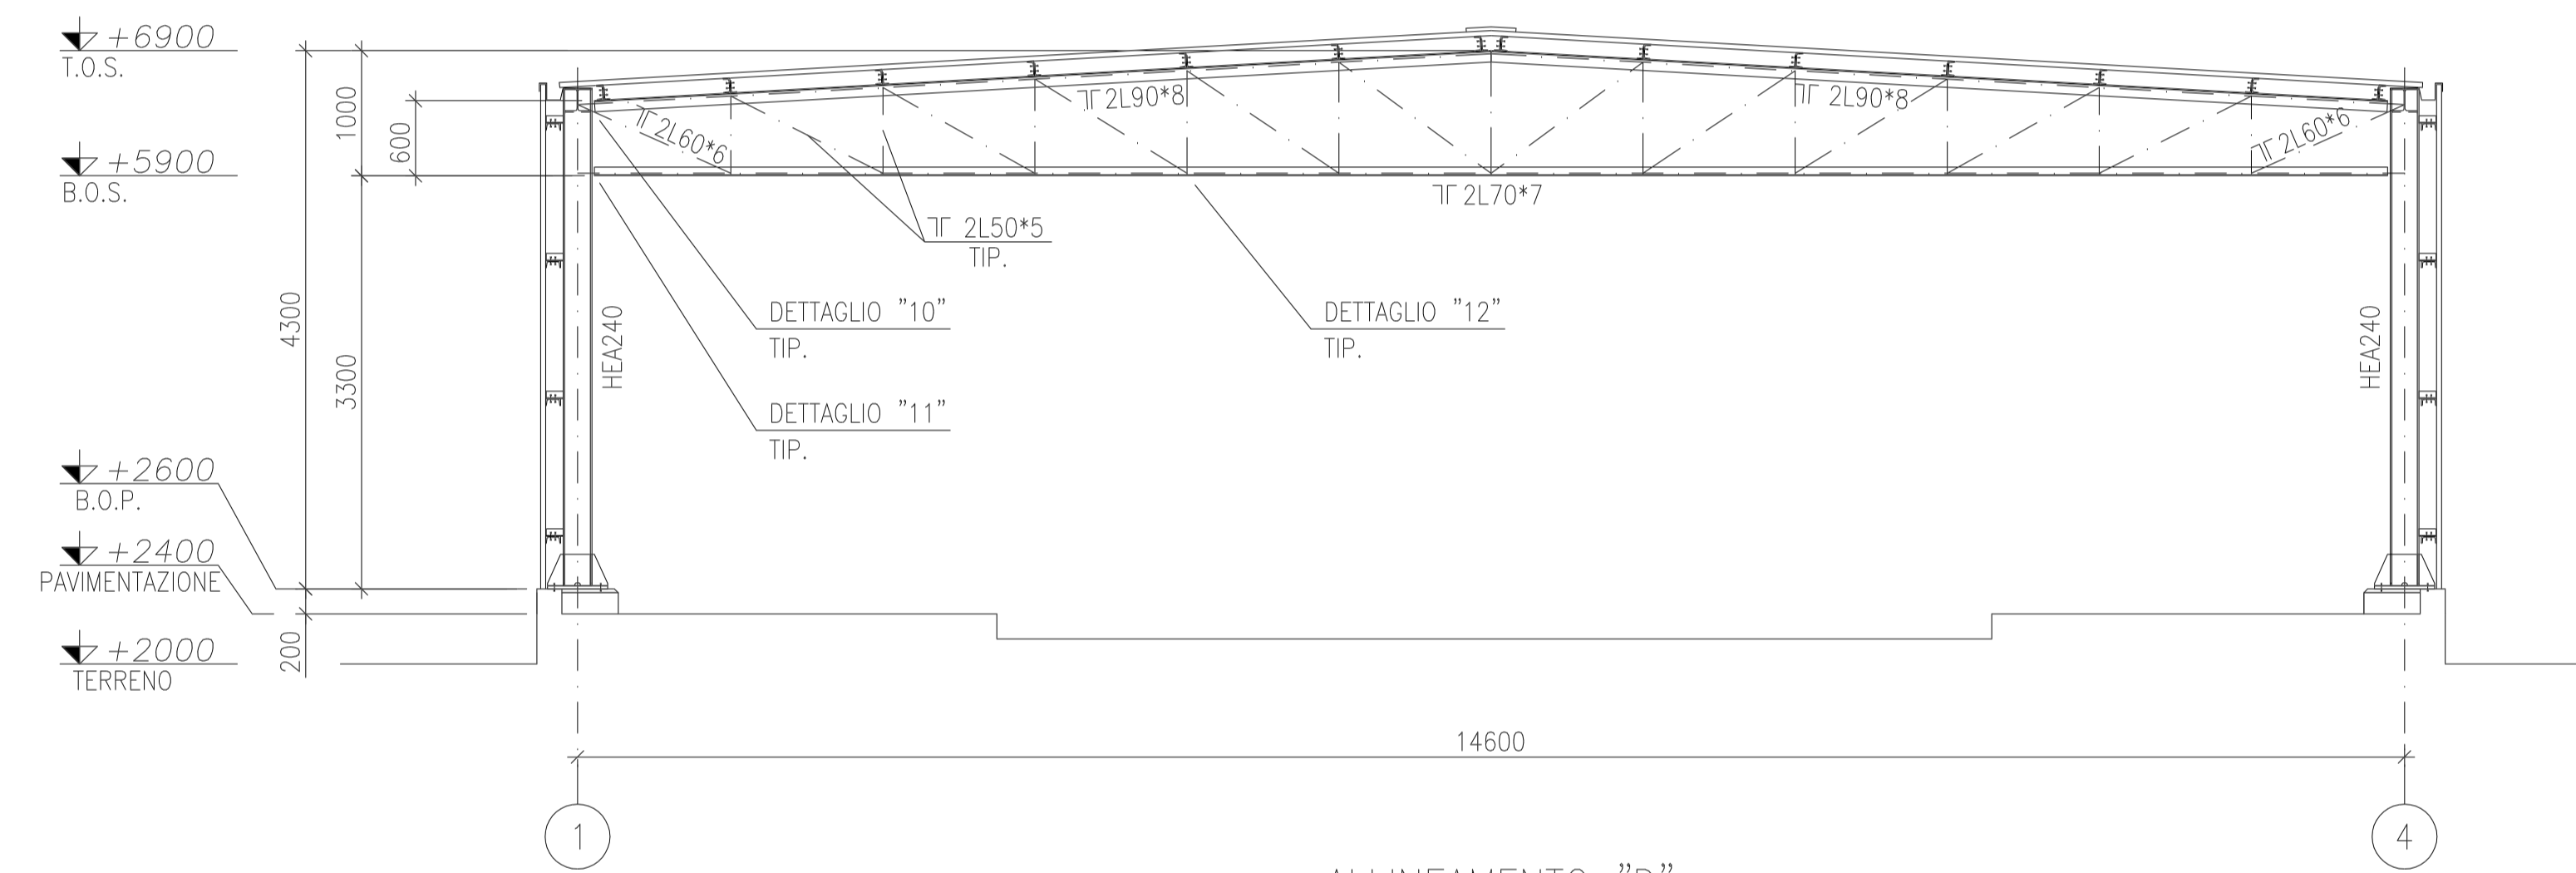 +6900
T.O.S.
+5900
B.O.S.
+2600
B.O.P.
+2400
PAVIMENTAZIONE
+2000
TERRENO
4300
200
1000
3300
600
2L60*6
2L90*8
2L90*8
2L60*6
2L70*7
2L50*5
TIP.
DETTAGLIO "10"
TIP.
DETTAGLIO "11"
TIP.
DETTAGLIO "12"
TIP.
HEA240
HEA240
14600
1
4